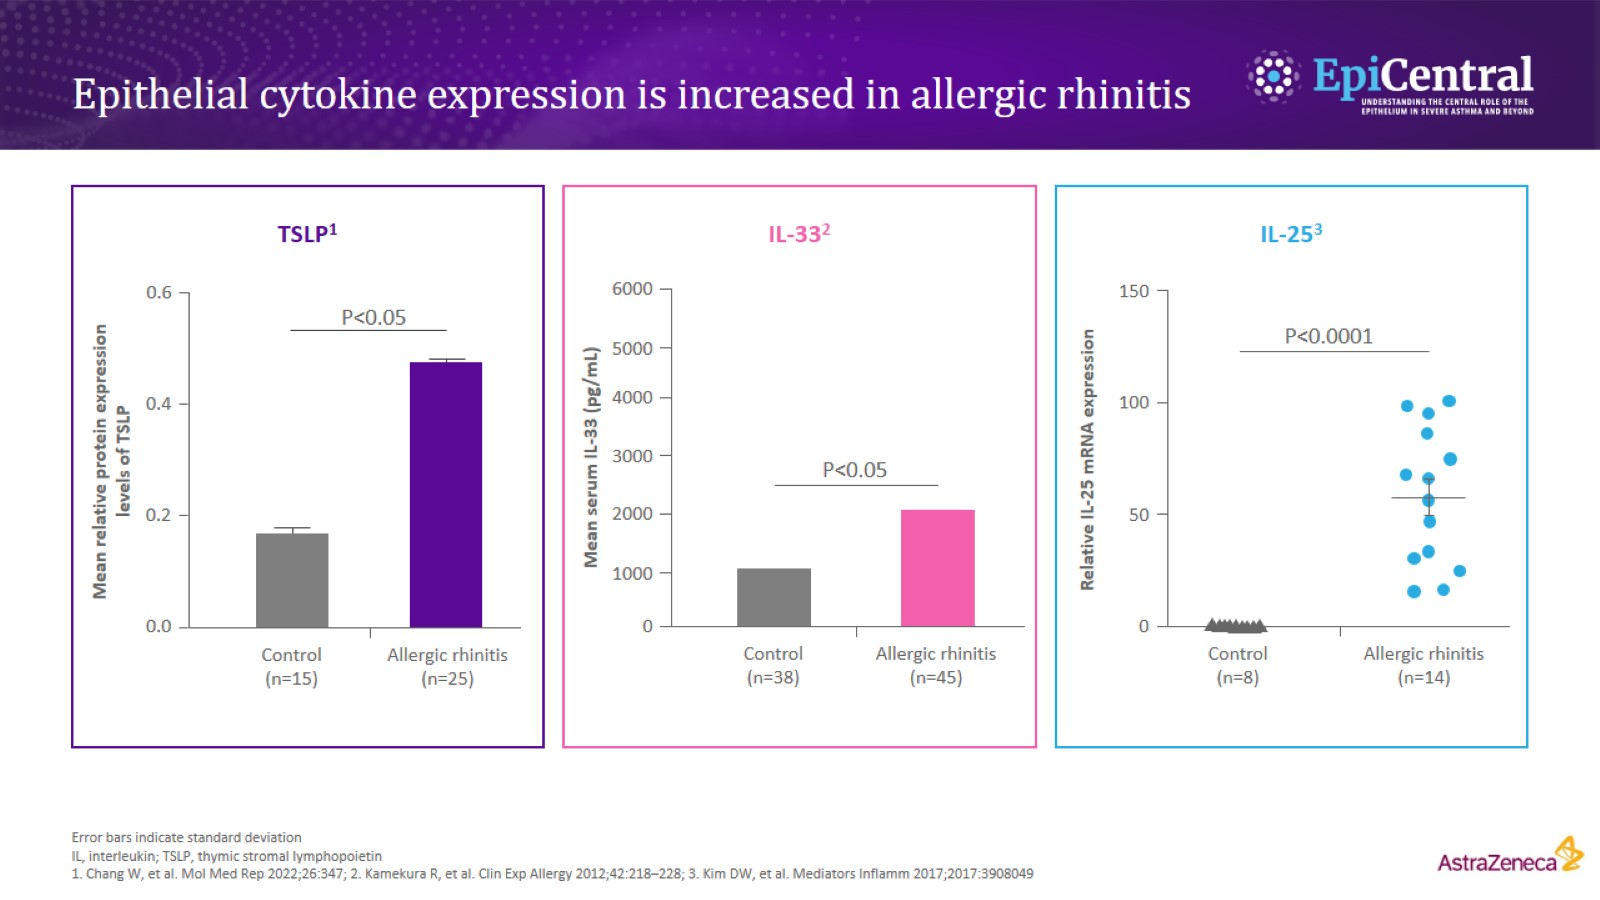 Epithelial cytokine expression is increased in allergic rhinitis
EpiCentral
UNDERSTANDING THE CENTRAL ROLE OF THE
EPITHELIUM IN SEVERE ASTHMA AND BEYOND
TSLP¹
Mean relative protein expression
levels of TSLP
0.6
0.4
0.2
0.0
P<0.05
Control
(n=15)
Allergic rhinitis
(n=25)
IL-33²
Mean serum IL-33 (pg/mL)
6000
5000
4000
3000
2000
1000
0
P<0.05
Control
(n=38)
Allergic rhinitis
(n=45)
IL-25³
Relative IL-25 mRNA expression
150
100
50
0
P<0.0001
Control
(n=8)
Allergic rhinitis
(n=14)
Error bars indicate standard deviation
IL, interleukin; TSLP, thymic stromal lymphopoietin
1. Chang W, et al. Mol Med Rep 2022;26:347; 2. Kamekura R, et al. Clin Exp Allergy 2012;42:218–228; 3. Kim DW, et al. Mediators Inflamm 2017;2017:3908049
AstraZeneca